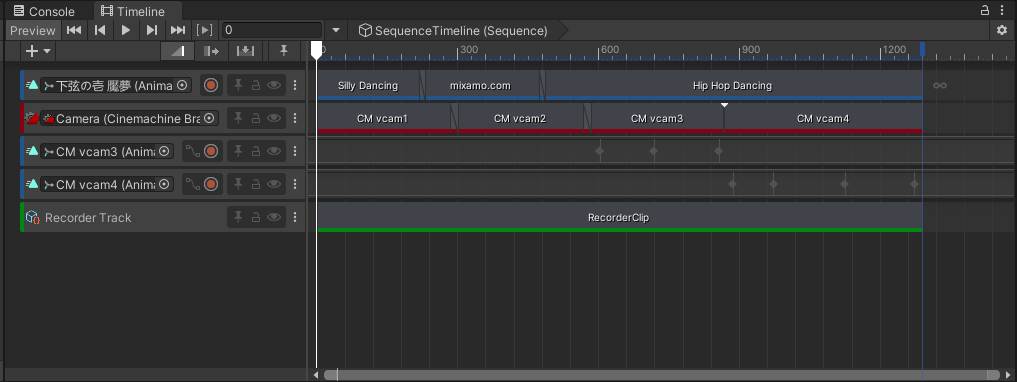 Console Timeline
Preview 0 SequenceTimeline (Sequence)
0 300 600 900 1200
下弦の壱 魘夢 (Anima Silly Dancing mixamo.com Hip Hop Dancing
Camera (Cinemachine Bra CM vcam1 CM vcam2 CM vcam3 CM vcam4
CM vcam3 (Anima
CM vcam4 (Anima
Recorder Track RecorderClip